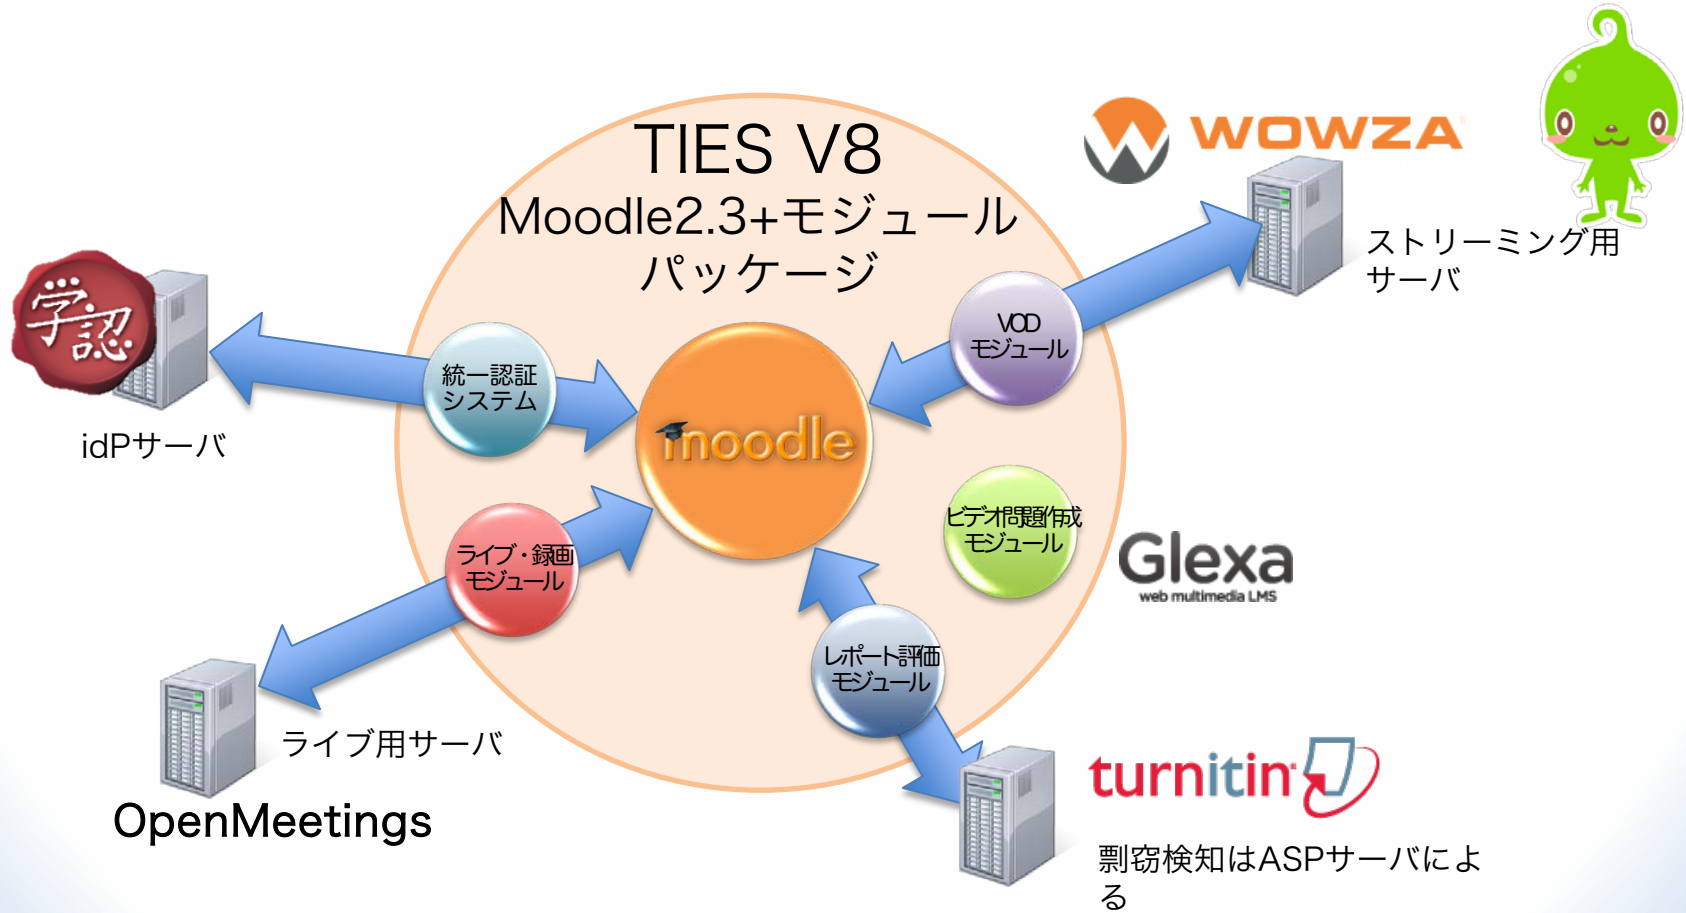 TIES V8
Moodle2.3+モジュール
パッケージ
WOWZA
ストリーミング用
サーバ
学認
idPサーバ
統一認証
システム
VOD
モジュール
moodle
ライブ・録画
モジュール
ビデオ問題作成
モジュール
Glexa
web multimedia LMS
レポート評価
モジュール
ライブ用サーバ
OpenMeetings
turnitin
剽窃検知はASPサーバによ
る